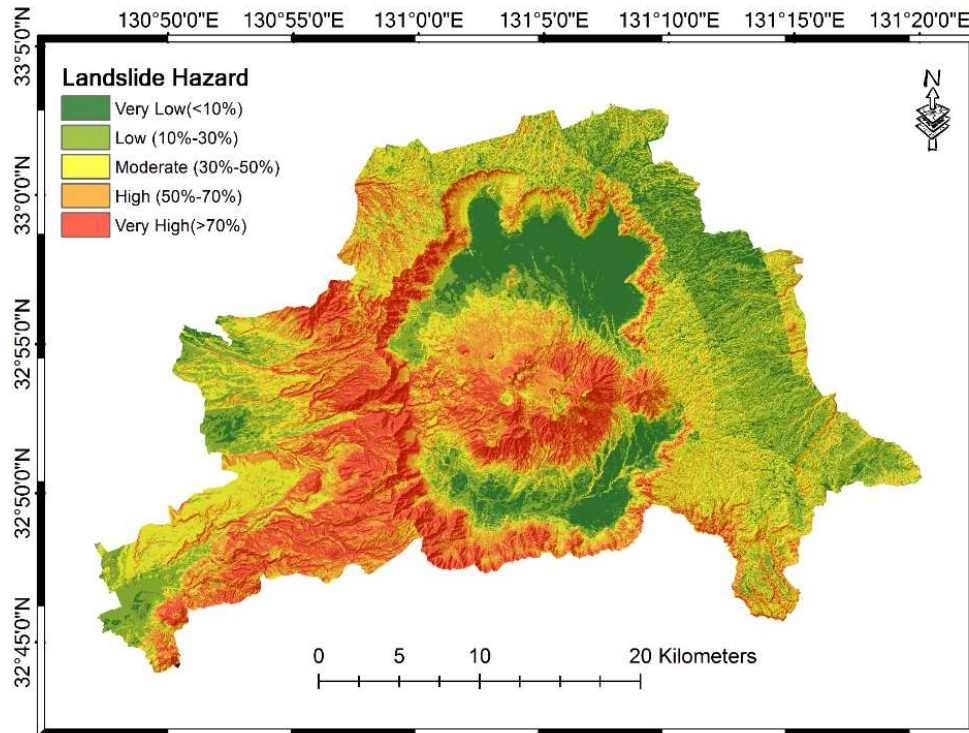 130°50'0"E 130°55'0"E 131°0'0"E 131°5'0"E 131°10'0"E 131°15'0"E 131°20'0"E
33°5'0"N
33°0'0"N
32°55'0"N
32°50'0"N
32°45'0"N
Landslide Hazard
Very Low(<10%)
Low (10%-30%)
Moderate (30%-50%)
High (50%-70%)
Very High(>70%)
N
0 5 10 20 Kilometers